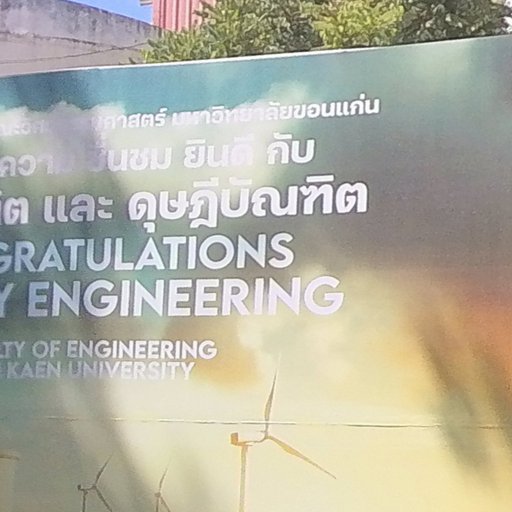 มหาวิทยาลัยขอนแก่น
ยินดี กับ
และ ดุษฎีบัณฑิต
GRATULATIONS
Y ENGINEERING
LTY OF ENGINEERING
KAEN UNIVERSITY